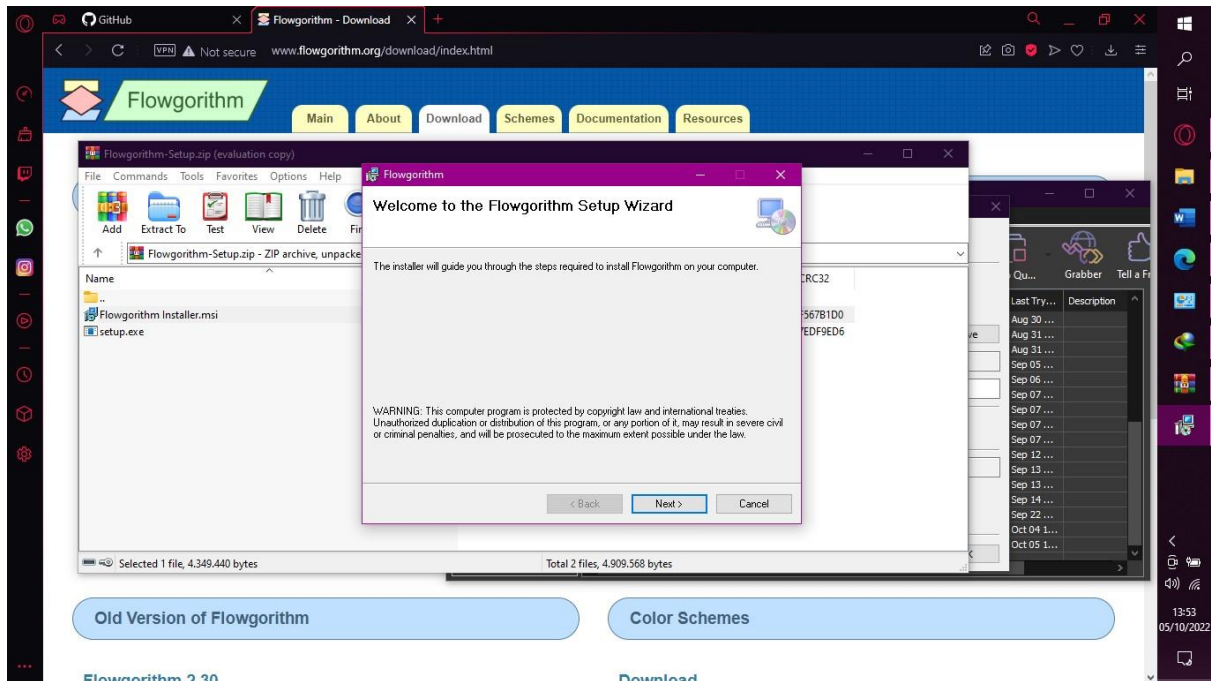 GitHub
Flowgorithm - Download
VPN Not secure www.flowgorithm.org/download/index.html
Flowgorithm
Main About Download Schemes Documentation Resources
Flowgorithm-Setup.zip (evaluation copy)
File Commands Tools Favorites Options Help
Add Extract To Test View Delete
Flowgorithm-Setup.zip - ZIP archive, unpacke
Name
CRC32
..
Flowgorithm Installer.msi
F567B1D0
setup.exe
7EDF9ED6
Flowgorithm
Welcome to the Flowgorithm Setup Wizard
The installer will guide you through the steps required to install Flowgorithm on your computer.
WARNING: This computer program is protected by copyright law and international treaties.
Unauthorized duplication or distribution of this program, or any portion of it, may result in severe civil
or criminal penalties, and will be prosecuted to the maximum extent possible under the law.
< Back Next > Cancel
Selected 1 file, 4.349.440 bytes
Total 2 files, 4.909.568 bytes
Qu... Grabber Tell a Fr
Last Try... Description
Aug 30 ...
Aug 31 ...
Aug 31 ...
Sep 05 ...
Sep 06 ...
Sep 07 ...
Sep 07 ...
Sep 07 ...
Sep 07 ...
Sep 12 ...
Sep 13 ...
Sep 13 ...
Sep 14 ...
Sep 22 ...
Oct 04 1...
Oct 05 1...
Old Version of Flowgorithm
Color Schemes
Flowgorithm 2.30
Download
13:53
05/10/2022